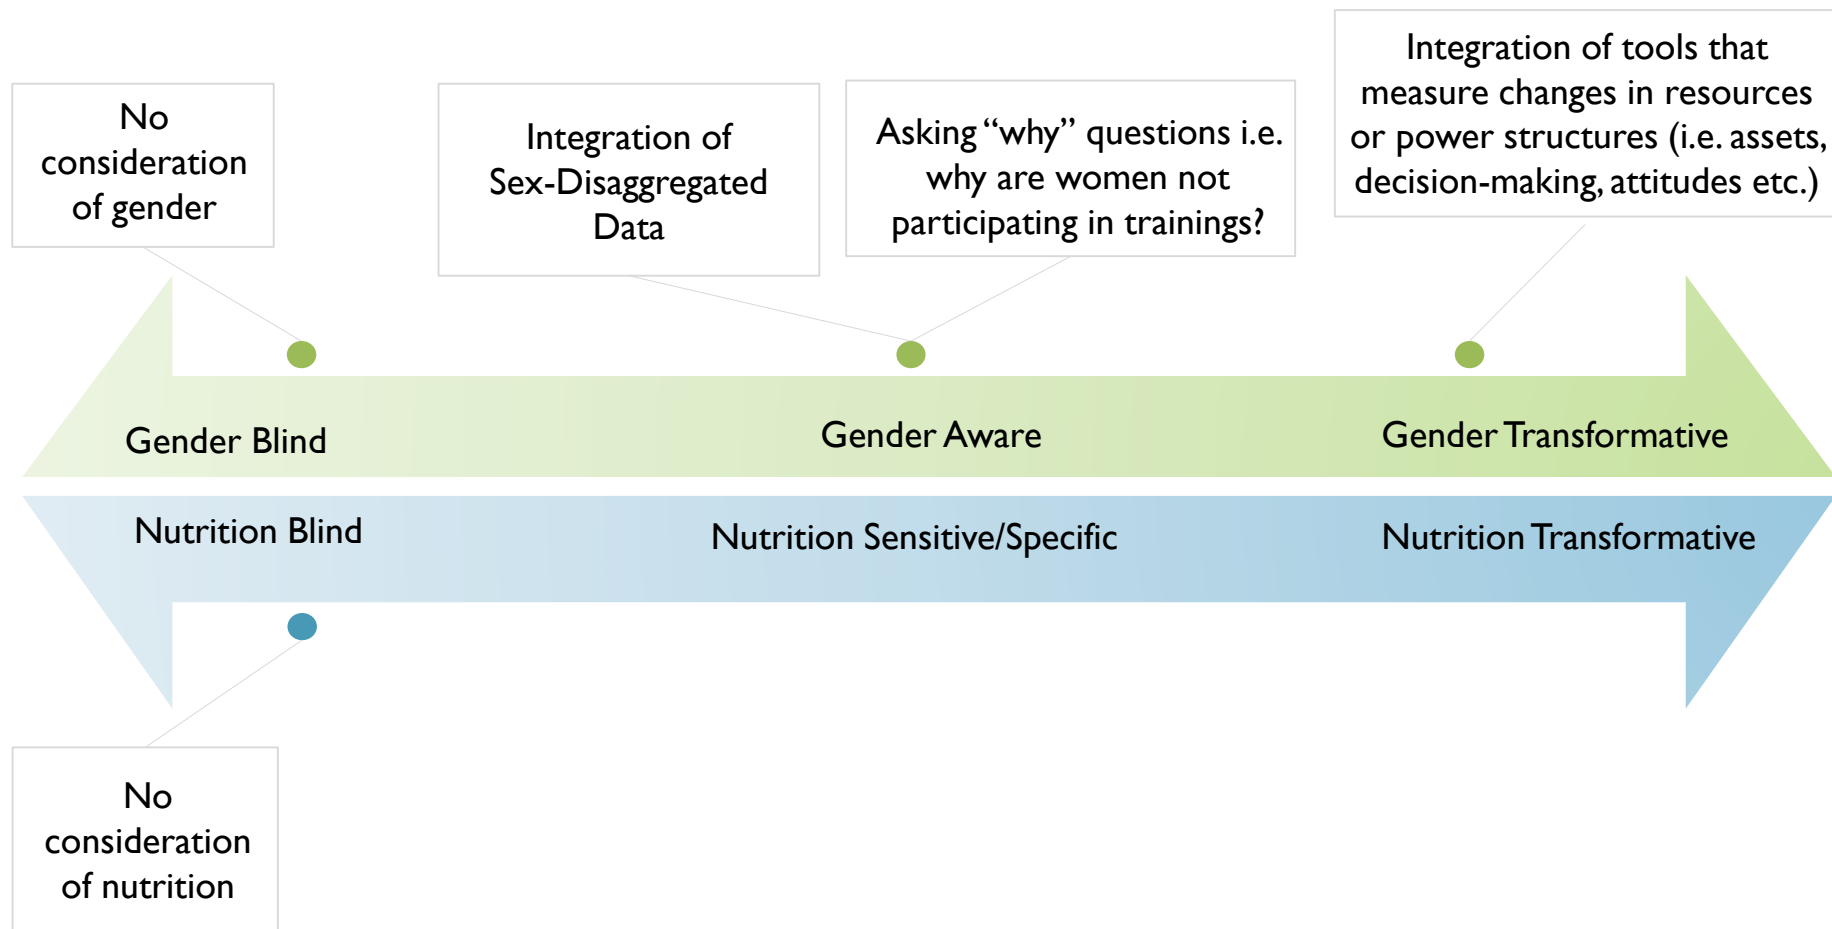 No
consideration
of gender
Integration of
Sex-Disaggregated
Data
Asking “why” questions i.e.
why are women not
participating in trainings?
Integration of tools that
measure changes in resources
or power structures (i.e. assets,
decision-making, attitudes etc.)
Gender Blind
Gender Aware
Gender Transformative
Nutrition Blind
Nutrition Sensitive/Specific
Nutrition Transformative
No
consideration
of nutrition